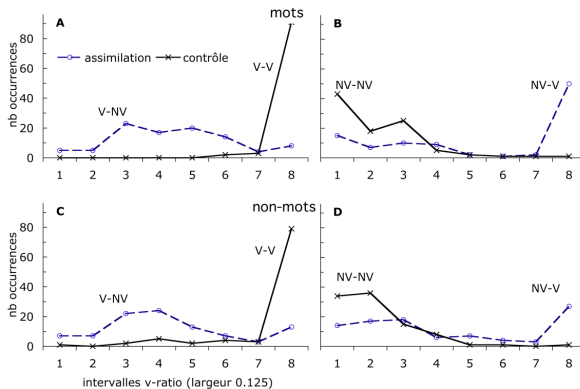 mots
A
B
80
60
40
20
0
nb occurrences
assimilation
contrôle
V-NV
V-V
NV-NV
NV-V
1 2 3 4 5 6 7 8
1 2 3 4 5 6 7 8
non-mots
C
D
80
60
40
20
0
nb occurrences
V-NV
V-V
NV-NV
NV-V
1 2 3 4 5 6 7 8
1 2 3 4 5 6 7 8
intervalles v-ratio (largeur 0.125)